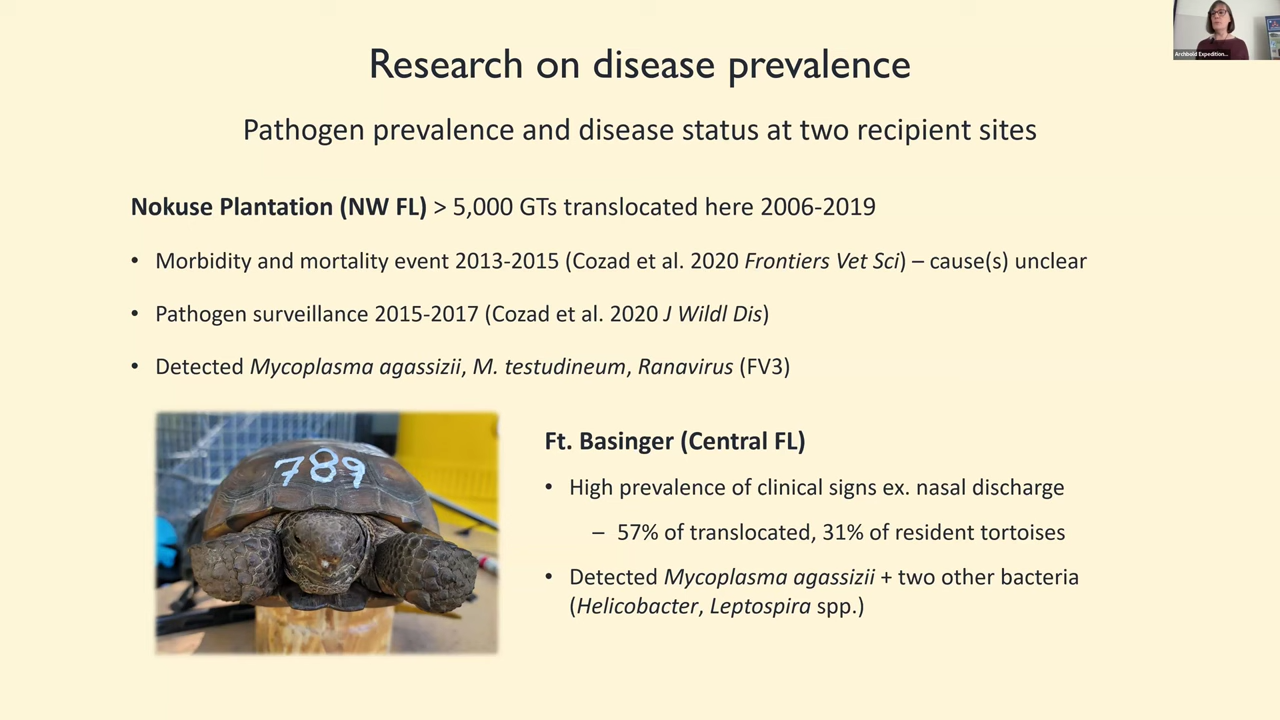 Research on disease prevalence
Pathogen prevalence and disease status at two recipient sites
Nokuse Plantation (NW FL) > 5,000 GTs translocated here 2006-2019
• Morbidity and mortality event 2013-2015 (Cozad et al. 2020 Frontiers Vet Sci) – cause(s) unclear
• Pathogen surveillance 2015-2017 (Cozad et al. 2020 J Wildl Dis)
• Detected Mycoplasma agassizii, M. testudineum, Ranavirus (FV3)
789
Ft. Basinger (Central FL)
• High prevalence of clinical signs ex. nasal discharge
– 57% of translocated, 31% of resident tortoises
• Detected Mycoplasma agassizii + two other bacteria
(Helicobacter, Leptospira spp.)
Archbold Expedition...